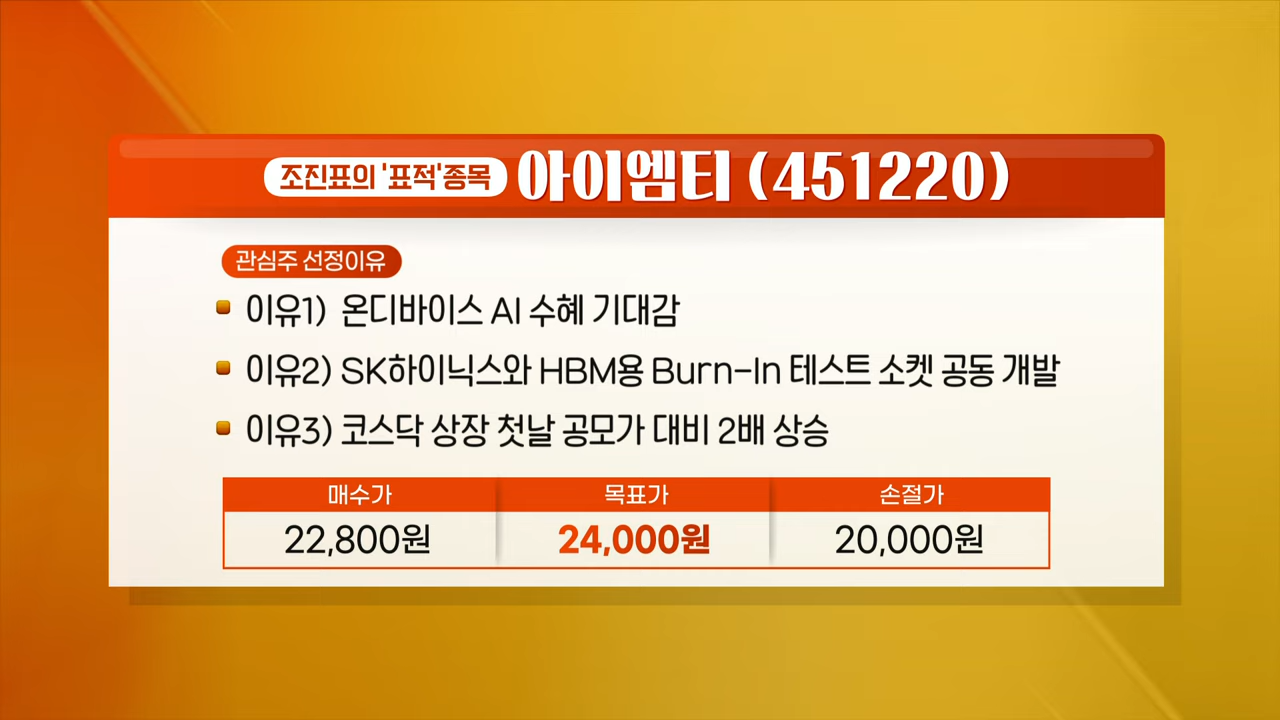 조진표의 '표적'종목 아이엠티 (451220)
관심주 선정이유
이유1) 온디바이스 AI 수혜 기대감
이유2) SK하이닉스와 HBM용 Burn-In 테스트 소켓 공동 개발
이유3) 코스닥 상장 첫날 공모가 대비 2배 상승
매수가 목표가 손절가
22,800원 24,000원 20,000원